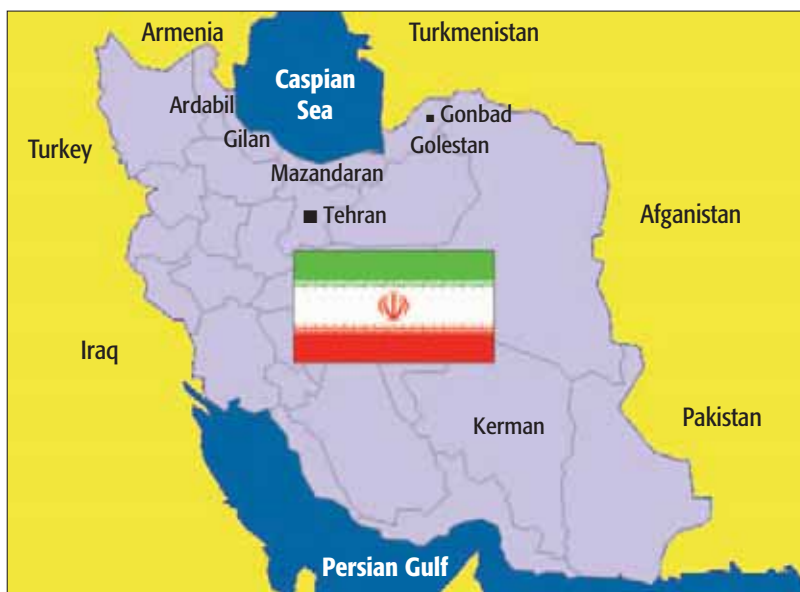 Armenia
Turkmenistan
Caspian
Sea
Ardabil
Gonbad
Gilan
Golestan
Turkey
Mazandaran
Tehran
Afganistan
Iraq
Kerman
Pakistan
Persian Gulf